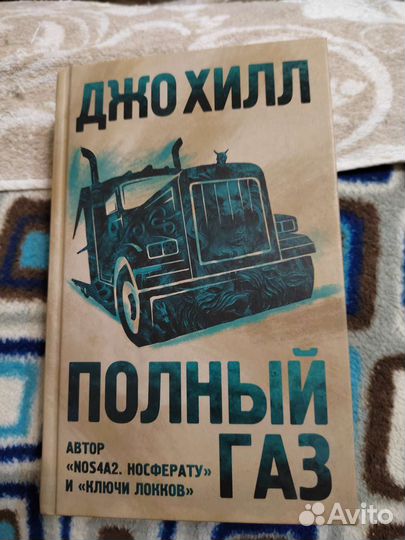 ДЖО ХИЛЛ
ПОЛНЫЙ
ГАЗ
АВТОР
«NOS4A2. НОСФЕРАТУ»
И «КЛЮЧИ ЛОККОВ»
Avito